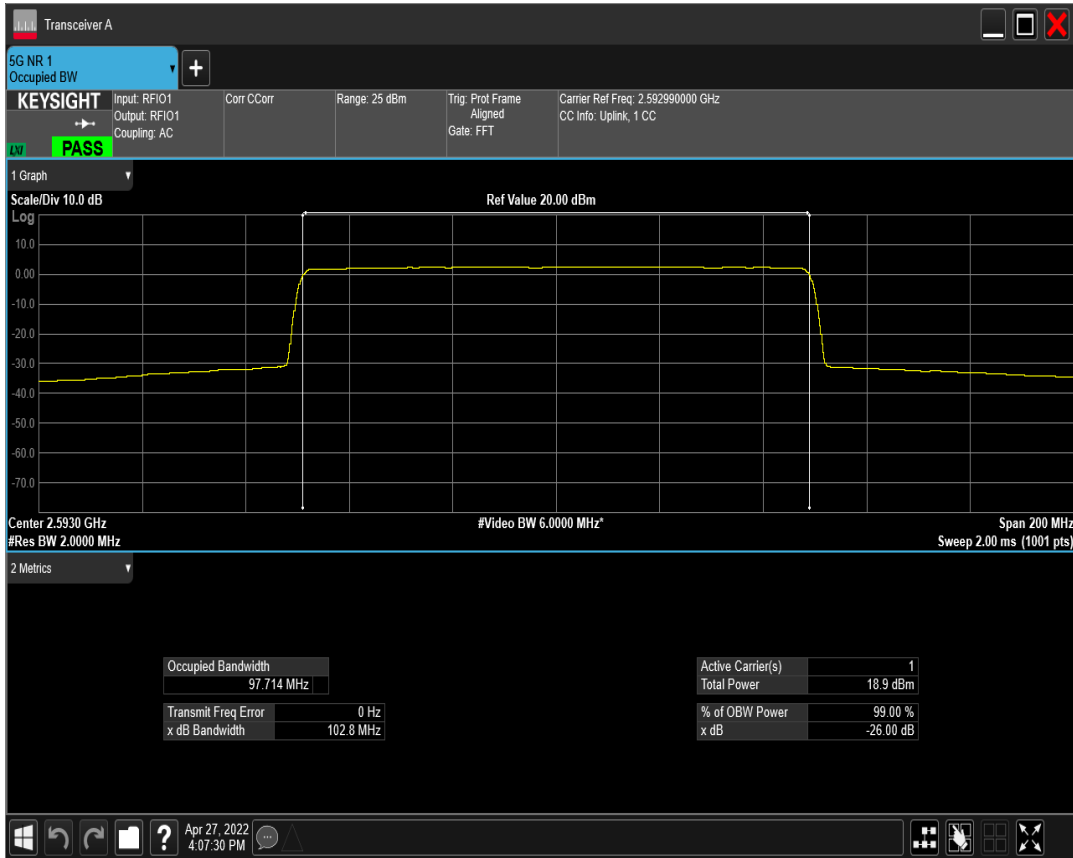 Transceiver A
5G NR 1
Occupied BW
KEYSIGHT
LXI
PASS
Input: RFIO1
Output: RFIO1
Coupling: AC
Corr CCorr
Range: 25 dBm
Trig: Prot Frame
Aligned
Gate: FFT
Carrier Ref Freq: 2.592990000 GHz
CC Info: Uplink, 1 CC
1 Graph
Scale/Div 10.0 dB
Ref Value 20.00 dBm
Log
10.0
0.00
-10.0
-20.0
-30.0
-40.0
-50.0
-60.0
-70.0
Center 2.5930 GHz
#Video BW 6.0000 MHz*
Span 200 MHz
#Res BW 2.0000 MHz
Sweep 2.00 ms (1001 pts)
2 Metrics
Occupied Bandwidth
97.714 MHz
Transmit Freq Error 0 Hz
x dB Bandwidth 102.8 MHz
Active Carrier(s) 1
Total Power 18.9 dBm
% of OBW Power 99.00 %
x dB -26.00 dB
?
Apr 27, 2022
4:07:30 PM